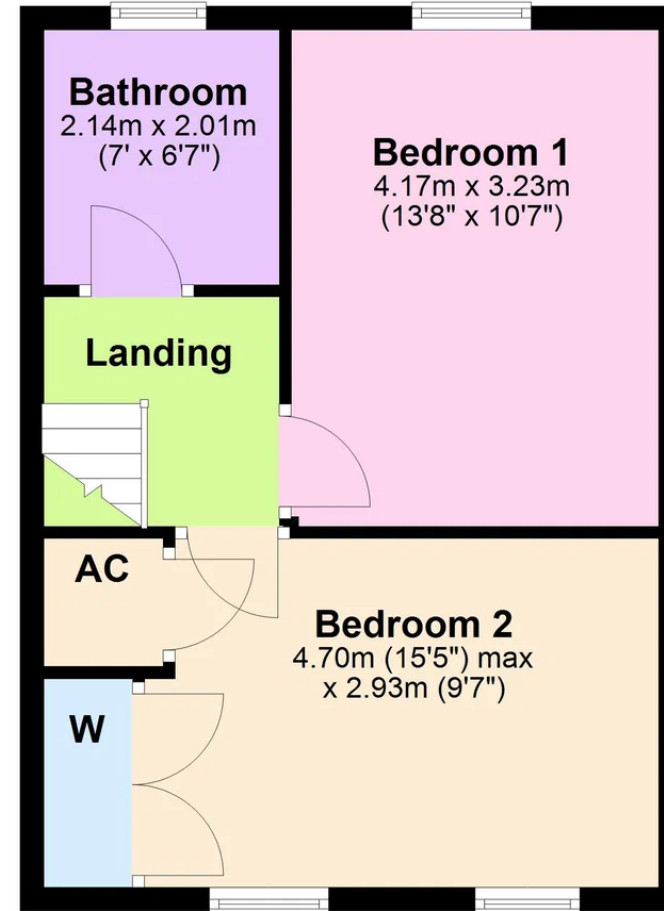 Bathroom
2.14m x 2.01m
(7' x 6'7")
Bedroom 1
4.17m x 3.23m
(13'8" x 10'7")
Landing
AC
Bedroom 2
4.70m (15'5") max
x 2.93m (9'7")
W